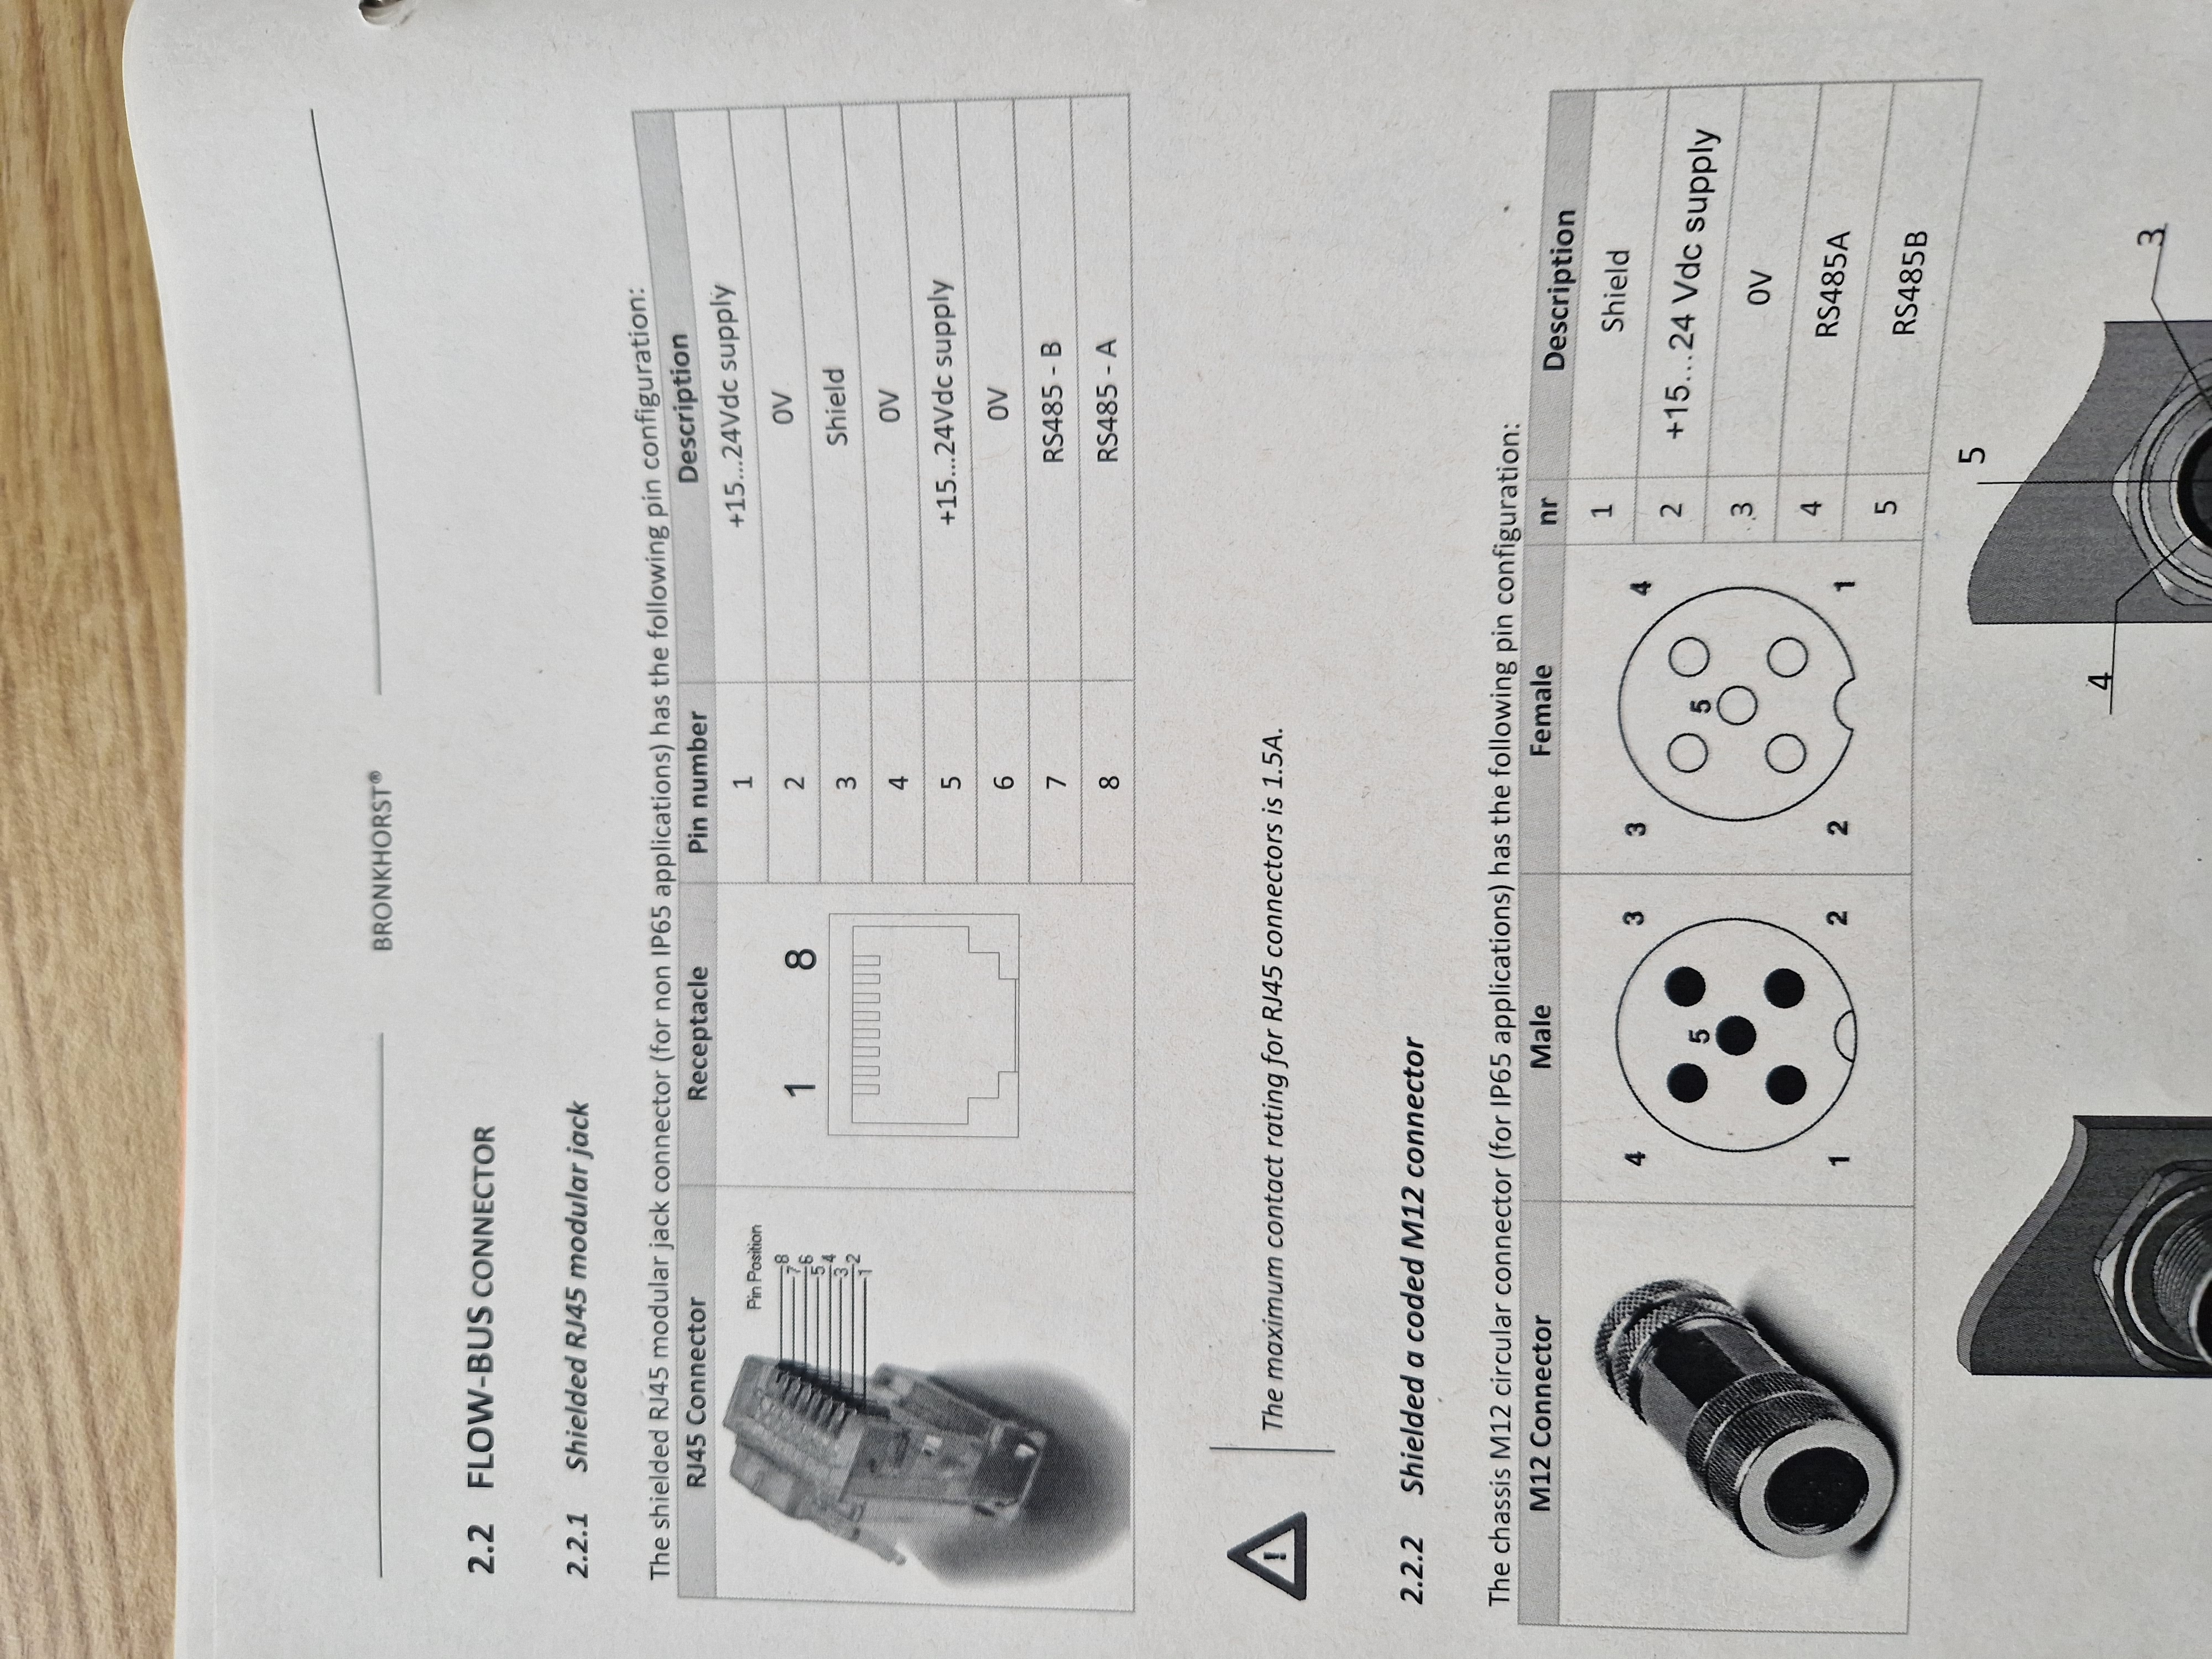 BRONKHORST®
2.2 FLOW-BUS CONNECTOR
2.2.1 Shielded RJ45 modular jack
The shielded RJ45 modular jack connector (for non IP65 applications) has the following pin configuration:
RJ45 Connector Receptacle Pin number Description
Pin Position
8
7
6
5
4
3
2
1
1 8
1 +15...24Vdc supply
2 0V
3 Shield
4 0V
5 +15...24Vdc supply
6 0V
7 RS485 - B
8 RS485 - A
!
The maximum contact rating for RJ45 connectors is 1.5A.
2.2.2 Shielded a coded M12 connector
The chassis M12 circular connector (for IP65 applications) has the following pin configuration:
M12 Connector Male Female nr Description
4 3
5
1 2
3 4
5
2 1
1 Shield
2 +15...24 Vdc supply
3 0V
4 RS485A
5 RS485B
5
4
3